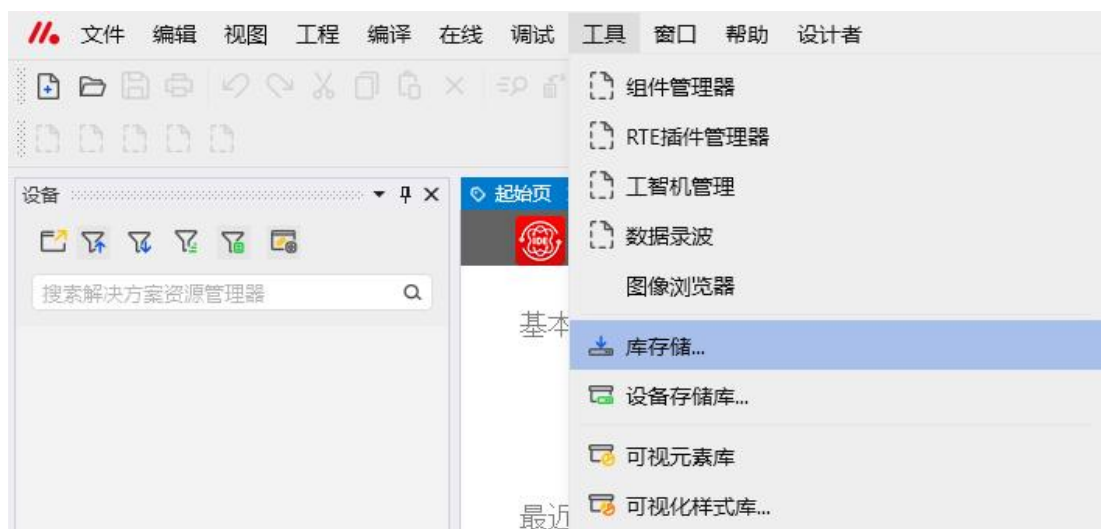 文件 编辑 视图 工程 编译 在线 调试 工具 窗口 帮助 设计者
组件管理器
RTE插件管理器
工智机管理
数据录波
图像浏览器
库存储...
设备存储库...
可视元素库
可视化样式库...
设备
搜索解决方案资源管理器
起始页
IDE
基本
最近